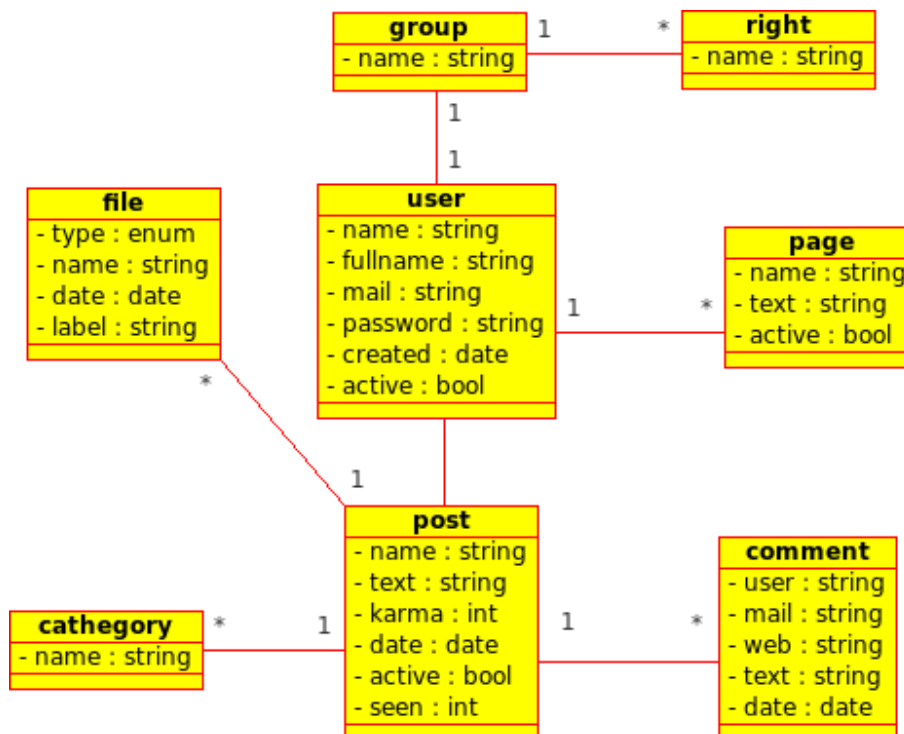 group
- name : string
1
*
right
- name : string
1
1
file
- type : enum
- name : string
- date : date
- label : string
*
user
- name : string
- fullname : string
- mail : string
- password : string
- created : date
- active : bool
1
*
page
- name : string
- text : string
- active : bool
1
post
- name : string
- text : string
- karma : int
- date : date
- active : bool
- seen : int
cathegory
- name : string
*
1
1
*
comment
- user : string
- mail : string
- web : string
- text : string
- date : date